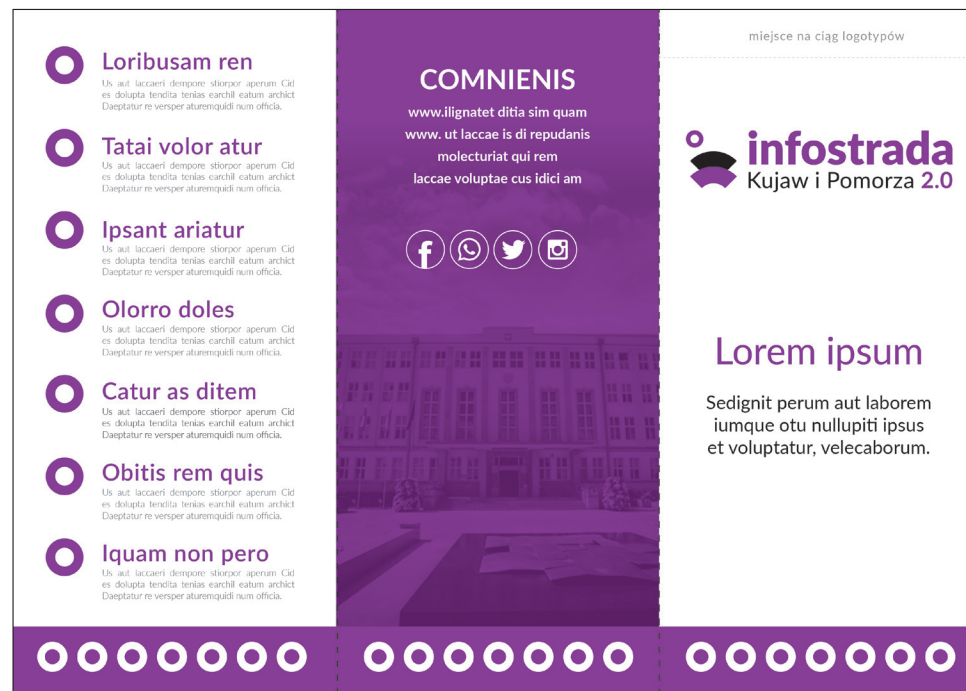 Loribusam ren
Us aut laccaeri dempore stiorpor aperum Cid
es dolupta tendita tenias earchil eatum archict
Daeptatur re versper aturemquidi num officia.
Tatai volor atur
Us aut laccaeri dempore stiorpor aperum Cid
es dolupta tendita tenias earchil eatum archict
Daeptatur re versper aturemquidi num officia.
Ipsant ariatur
Us aut laccaeri dempore stiorpor aperum Cid
es dolupta tendita tenias earchil eatum archict
Daeptatur re versper aturemquidi num officia.
Olorro doles
Us aut laccaeri dempore stiorpor aperum Cid
es dolupta tendita tenias earchil eatum archict
Daeptatur re versper aturemquidi num officia.
Catur as ditem
Us aut laccaeri dempore stiorpor aperum Cid
es dolupta tendita tenias earchil eatum archict
Daeptatur re versper aturemquidi num officia.
Obitis rem quis
Us aut laccaeri dempore stiorpor aperum Cid
es dolupta tendita tenias earchil eatum archict
Daeptatur re versper aturemquidi num officia.
Iquam non pero
Us aut laccaeri dempore stiorpor aperum Cid
es dolupta tendita tenias earchil eatum archict
Daeptatur re versper aturemquidi num officia.
COMNIENIS
www.ilignatet ditia sim quam
www. ut laccae is di repudanis
molecturiat qui rem
laccae voluptae cus idici am
miejsce na ciąg logotypów
infostrada
Kujaw i Pomorza 2.0
Lorem ipsum
Sedignit perum aut laborem
iumque otu nullupiti ipsus
et voluptatur, velecaborum.